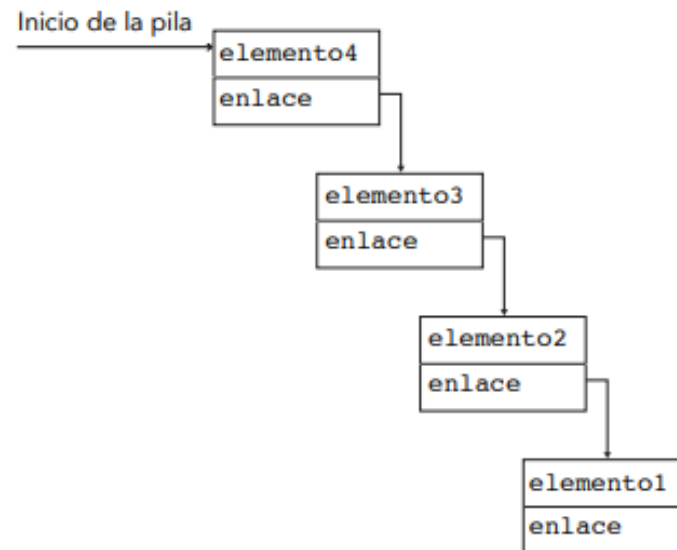 Inicio de la pila
elemento4
enlace
elemento3
enlace
elemento2
enlace
elemento1
enlace